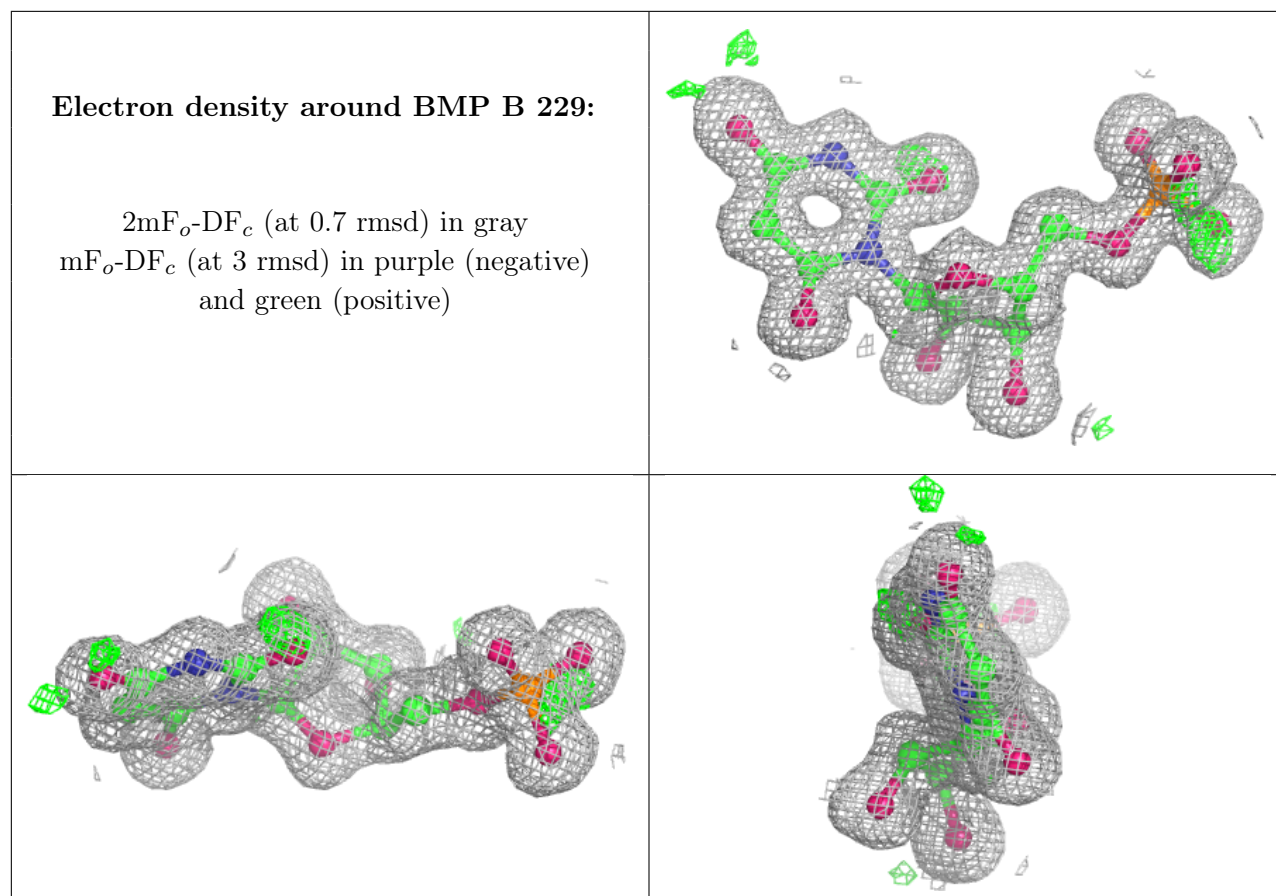 Electron density around BMP B 229:
2mFo-DFc (at 0.7 rmsd) in gray
mFo-DFc (at 3 rmsd) in purple (negative)
and green (positive)